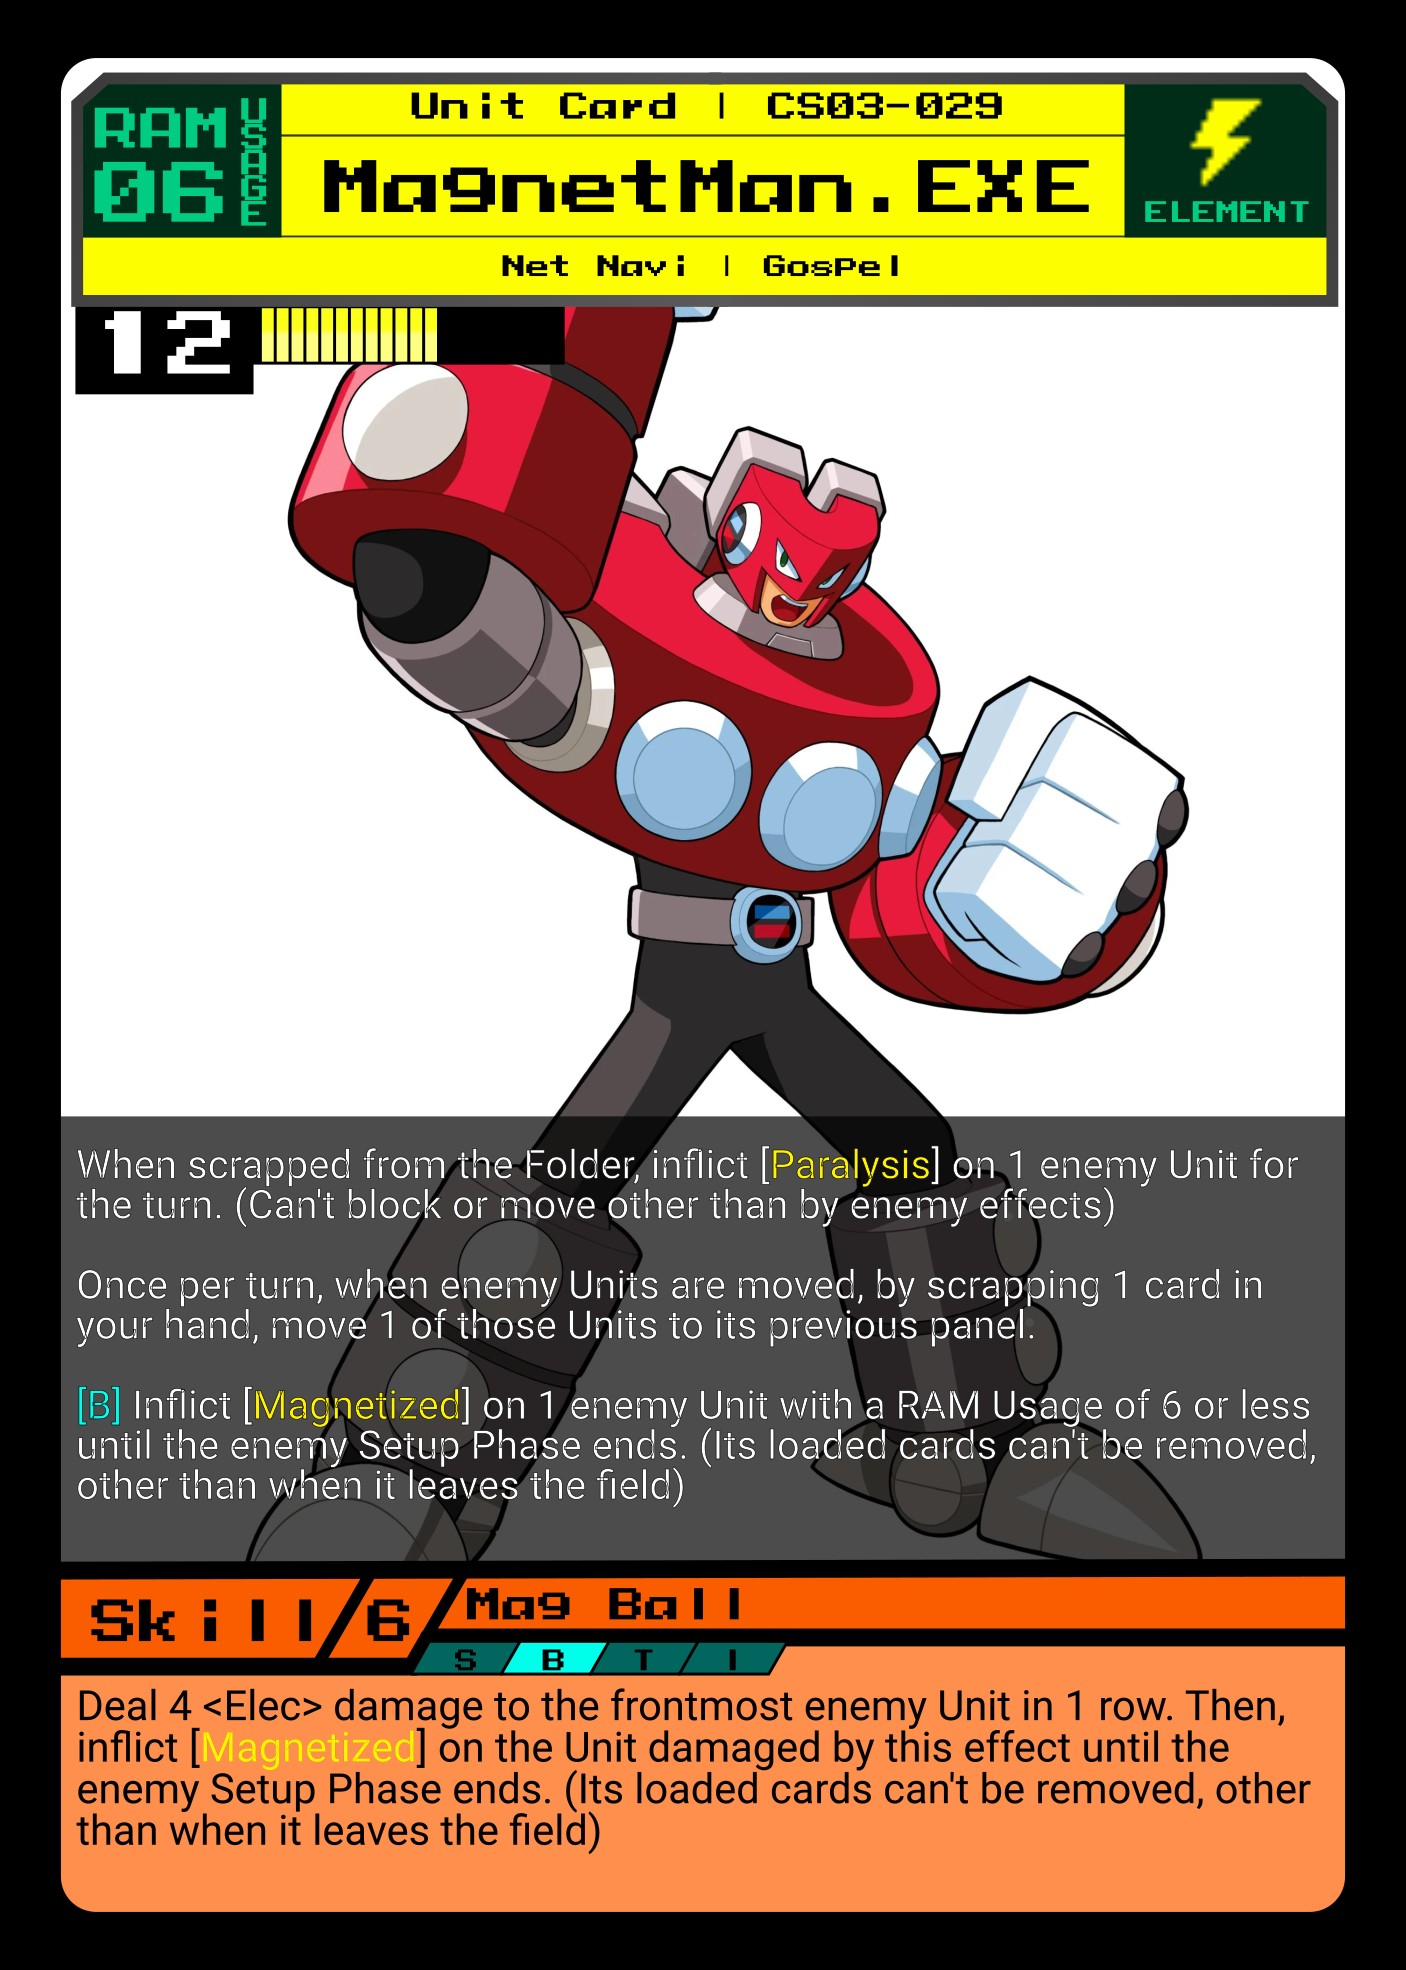 RAM
06
USAGE
Unit Card | CS03-029
MagnetMan.EXE
ELEMENT
Net Navi | Gospel
12
When scrapped from the Folder, inflict [Paralysis] on 1 enemy Unit for
the turn. (Can't block or move other than by enemy effects)
Once per turn, when enemy Units are moved, by scrapping 1 card in
your hand, move 1 of those Units to its previous panel.
[B] Inflict [Magnetized] on 1 enemy Unit with a RAM Usage of 6 or less
until the enemy Setup Phase ends. (Its loaded cards can't be removed,
other than when it leaves the field)
Skill/6/Mag Ball
S B T I
Deal 4 <Elec> damage to the frontmost enemy Unit in 1 row. Then,
inflict [Magnetized] on the Unit damaged by this effect until the
enemy Setup Phase ends. (Its loaded cards can't be removed, other
than when it leaves the field)